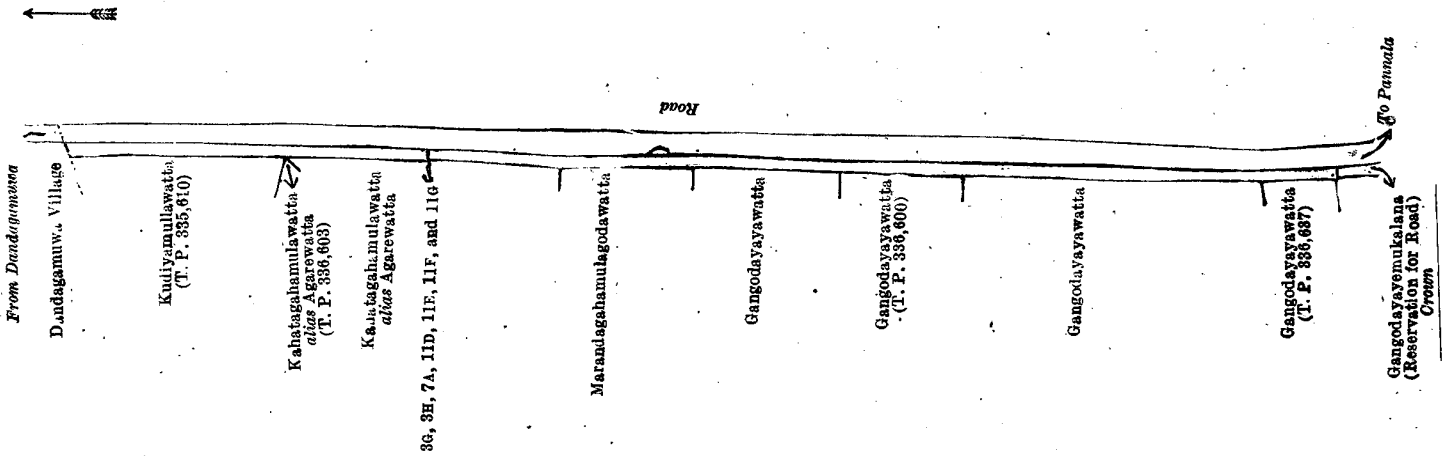 From Dandagamuwa
Dandagamuwa Village
Kudiyamullawatta
(T. P. 335,610)
Kahatagahamulawatta
alias Agarewatta
(T. P. 336,603)
Kahatagahamulawatta
alias Agarewatta
3G, 3H, 7A, 11D, 11E, 11F, and 11G
Marandagahamulagodawatta
Gangodayayawatta
Gangodayayawatta
(T. P. 336,600)
Gangodayayawatta
Gangodayayawatta
(T. P. 336,637)
Gangodayayemukalana
(Reservation for Road)
Crown
Road
To Pannala